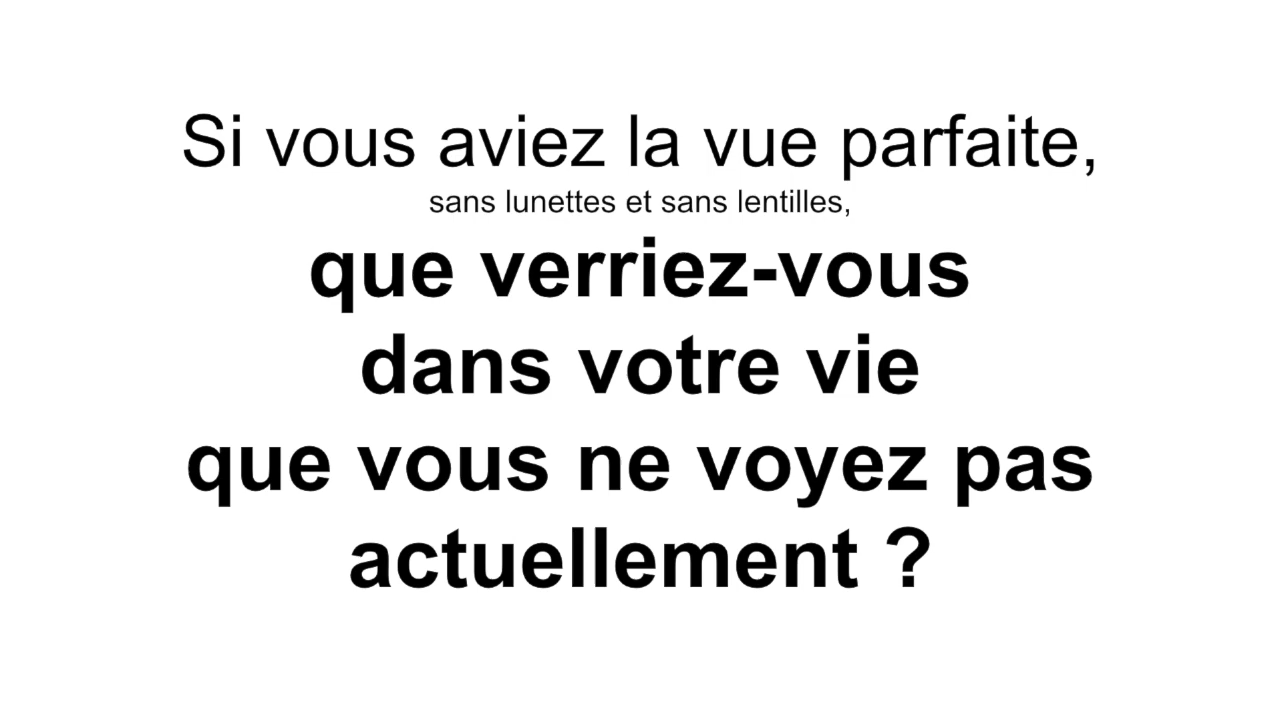 Si vous aviez la vue parfaite,
sans lunettes et sans lentilles,
que verriez-vous
dans votre vie
que vous ne voyez pas
actuellement ?